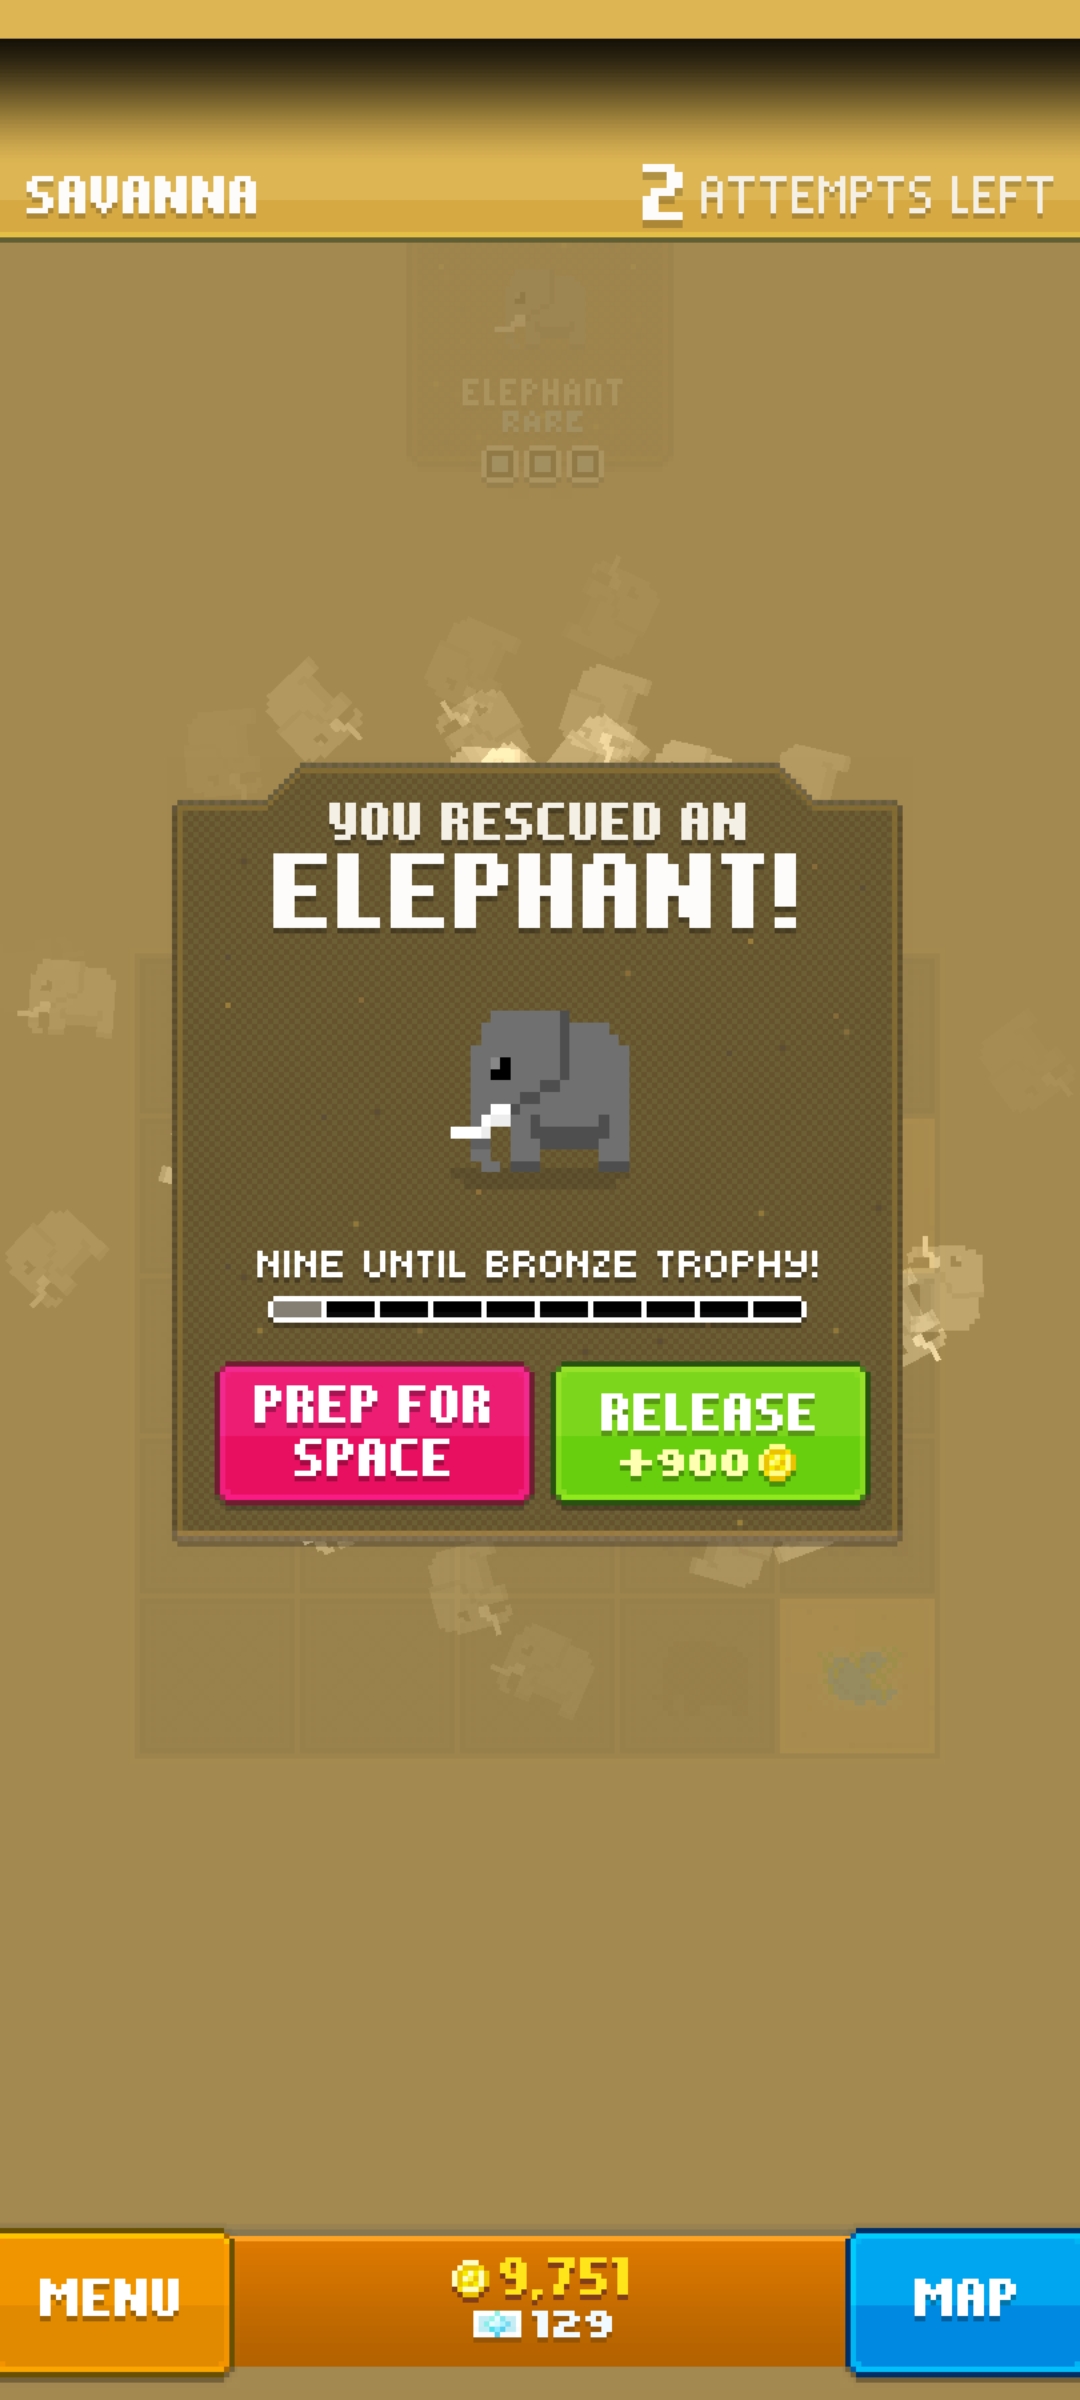 SAVANNA
2 ATTEMPTS LEFT
ELEPHANT
RARE
YOU RESCUED AN
ELEPHANT!
NINE UNTIL BRONZE TROPHY!
PREP FOR
SPACE
RELEASE
+900
MENU
9,751
129
MAP